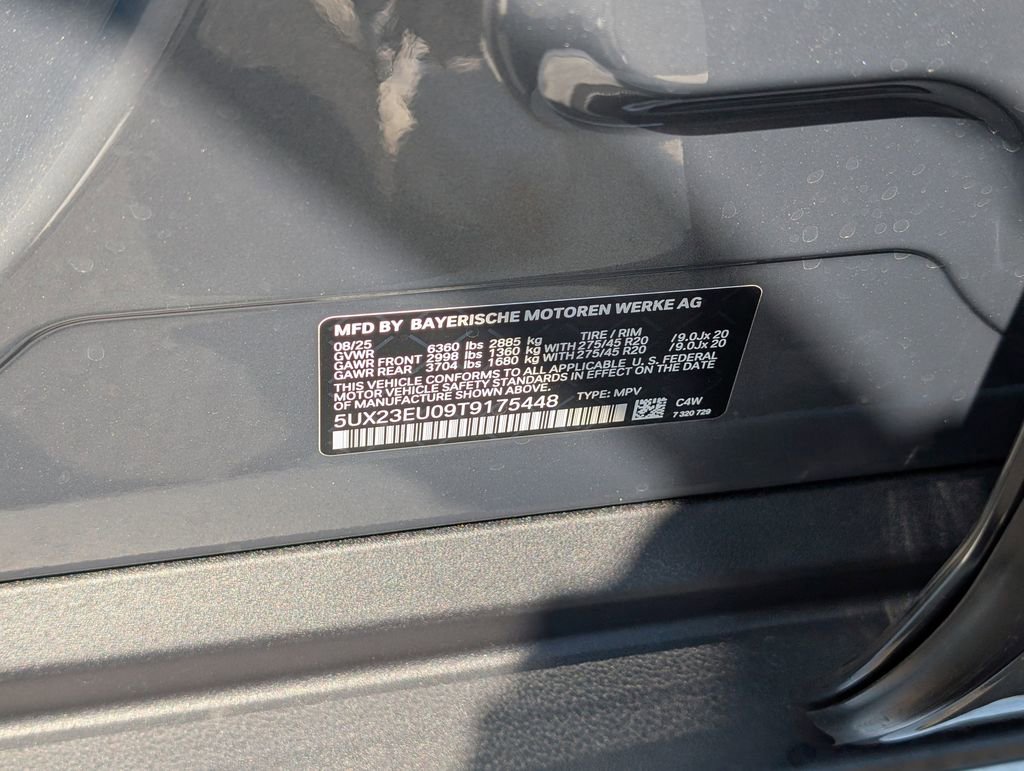 MFD BY BAYERISCHE MOTOREN WERKE AG
08/25 TIRE / RIM
GVWR 6360 lbs 2885 kg
GAWR FRONT 2998 lbs 1360 kg WITH 275/45 R20 / 9.0Jx 20
GAWR REAR 3704 lbs 1680 kg WITH 275/45 R20 / 9.0Jx 20
THIS VEHICLE CONFORMS TO ALL APPLICABLE U. S. FEDERAL
MOTOR VEHICLE SAFETY STANDARDS IN EFFECT ON THE DATE
OF MANUFACTURE SHOWN ABOVE.
TYPE: MPV
5UX23EU09T9175448
C4W
7 320 729